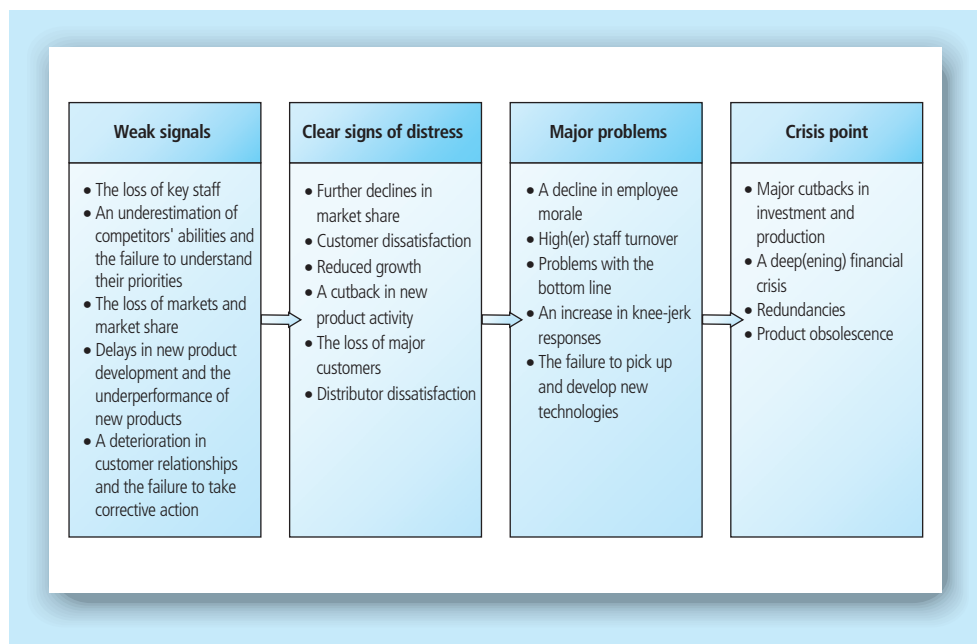 Weak signals
• The loss of key staff
• An underestimation of
competitors' abilities and
the failure to understand
their priorities
• The loss of markets and
market share
• Delays in new product
development and the
underperformance of
new products
• A deterioration in
customer relationships
and the failure to take
corrective action
Clear signs of distress
• Further declines in
market share
• Customer dissatisfaction
• Reduced growth
• A cutback in new
product activity
• The loss of major
customers
• Distributor dissatisfaction
Major problems
• A decline in employee
morale
• High(er) staff turnover
• Problems with the
bottom line
• An increase in knee-jerk
responses
• The failure to pick up
and develop new
technologies
Crisis point
• Major cutbacks in
investment and
production
• A deep(ening) financial
crisis
• Redundancies
• Product obsolescence